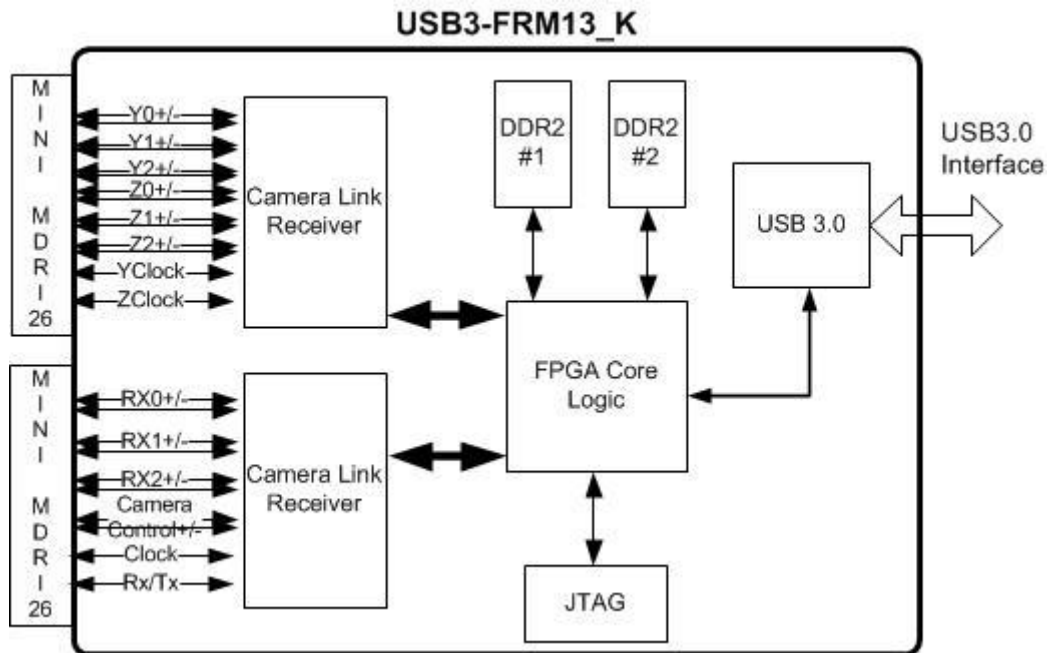 USB3-FRM13_K
M
I
N
I
M
D
R
I
26
Y0+/-
Y1+/-
Y2+/-
Z0+/-
Z1+/-
Z2+/-
YClock
ZClock
Camera Link
Receiver
DDR2
#1
DDR2
#2
USB 3.0
USB3.0
Interface
FPGA Core
Logic
M
I
N
I
M
D
R
I
26
RX0+/-
RX1+/-
RX2+/-
Camera
Control+/-
Clock
Rx/Tx
Camera Link
Receiver
JTAG